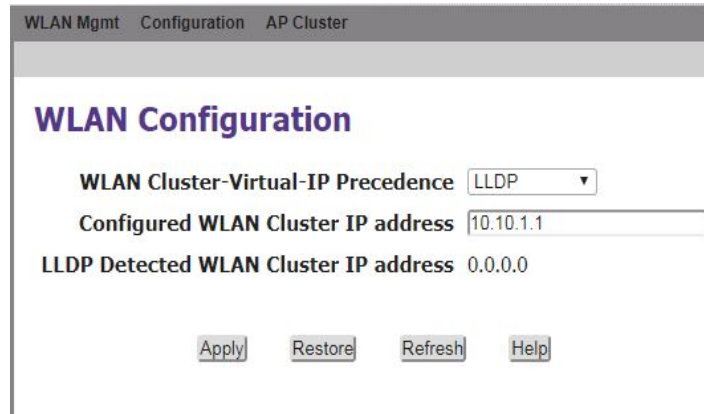 WLAN Mgmt Configuration AP Cluster
WLAN Configuration
WLAN Cluster-Virtual-IP Precedence LLDP
Configured WLAN Cluster IP address 10.10.1.1
LLDP Detected WLAN Cluster IP address 0.0.0.0
Apply Restore Refresh Help